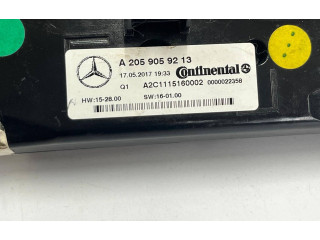 A 205 905 92 13
17.05.2017 19:33 Continental
Q1 A2C1115160002 0000022358
HW:15-26.00 SW:16-01.00